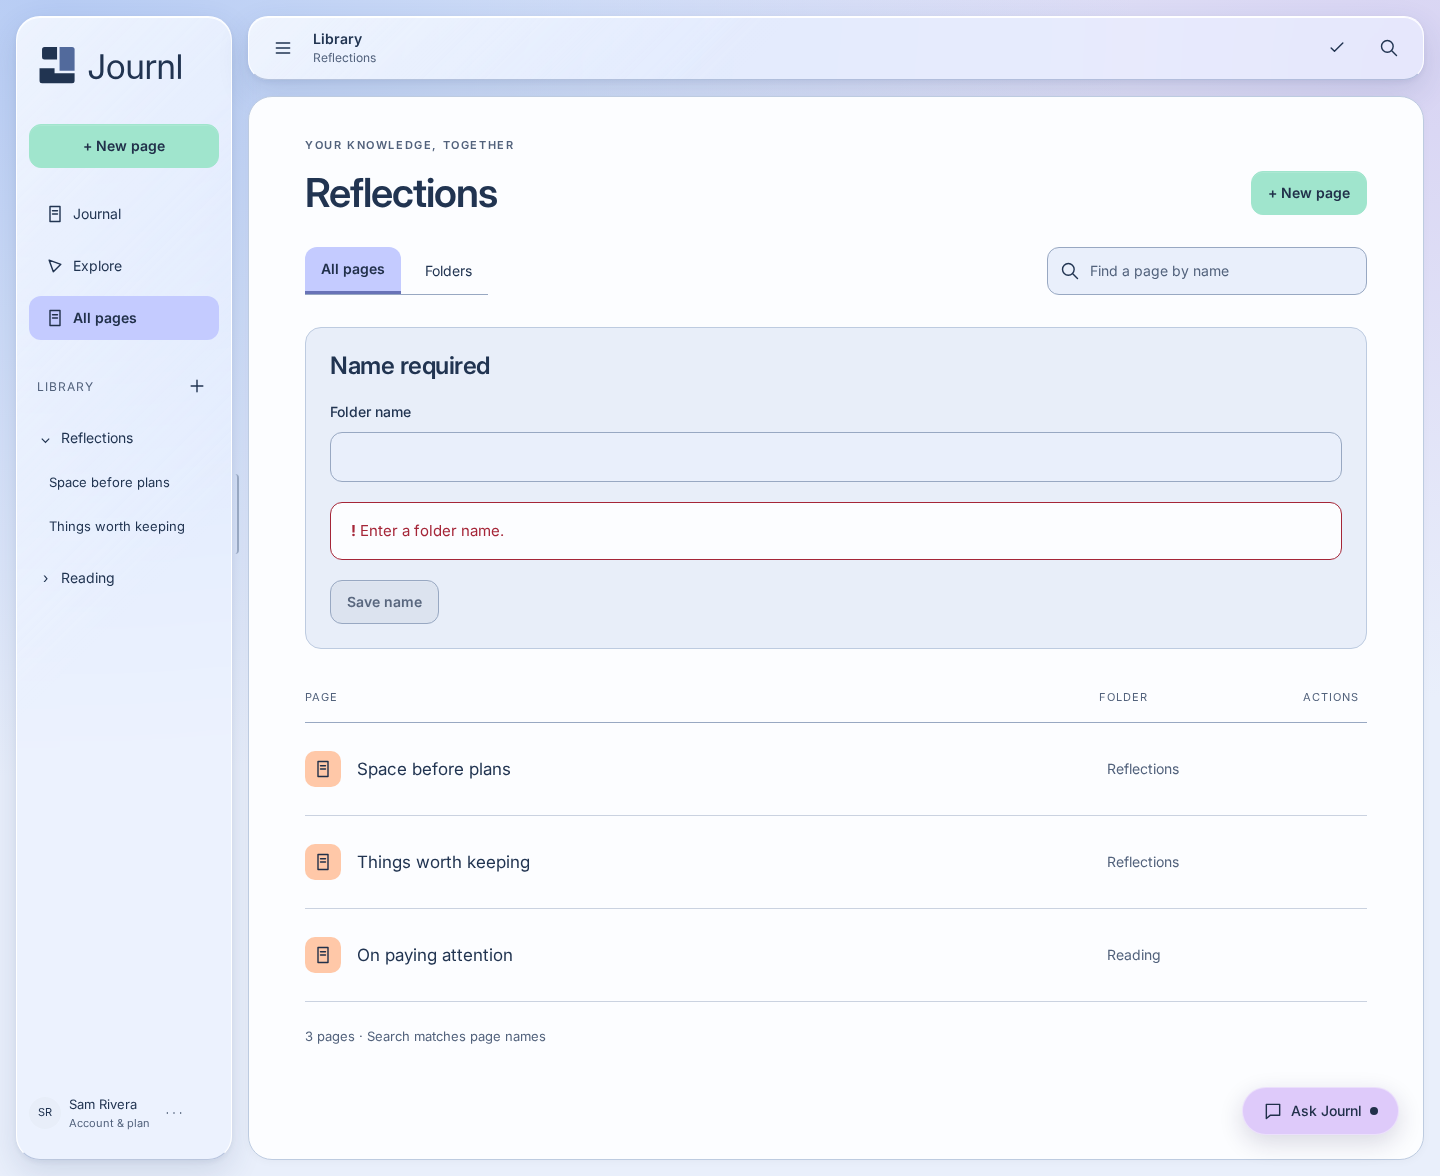 Journl
+ New page
Journal
Explore
All pages
LIBRARY
Reflections
Space before plans
Things worth keeping
Reading
SR
Sam Rivera
Account & plan
Library
Reflections
YOUR KNOWLEDGE, TOGETHER
Reflections
+ New page
All pages
Folders
Find a page by name
Name required
Folder name
! Enter a folder name.
Save name
PAGE FOLDER ACTIONS
Space before plans Reflections
Things worth keeping Reflections
On paying attention Reading
3 pages · Search matches page names
Ask Journl